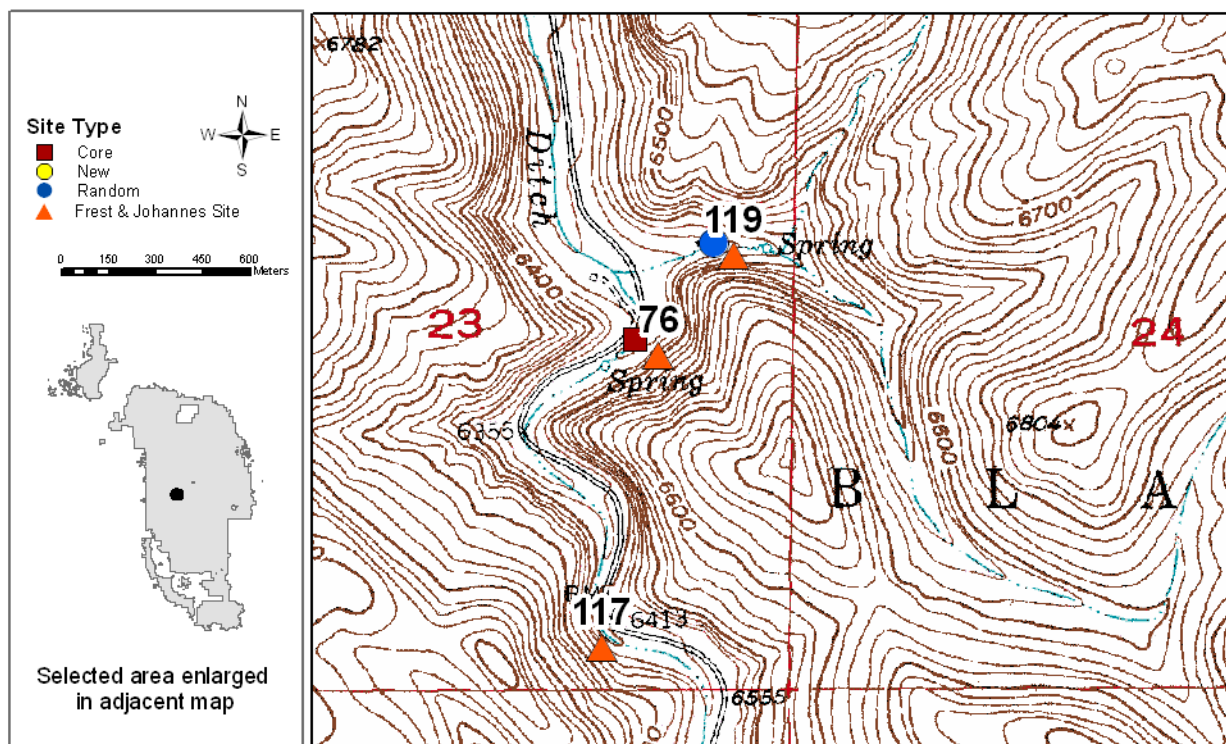 N
W E
S
Site Type
Core
New
Random
Frest & Johannes Site
0 150 300 450 600
Meters
Selected area enlarged
in adjacent map
6782
Ditch
6500
6700
119
Spring
6400
23
76
24
Spring
6355
6804
6600
6600
B L A
117
6413
6555